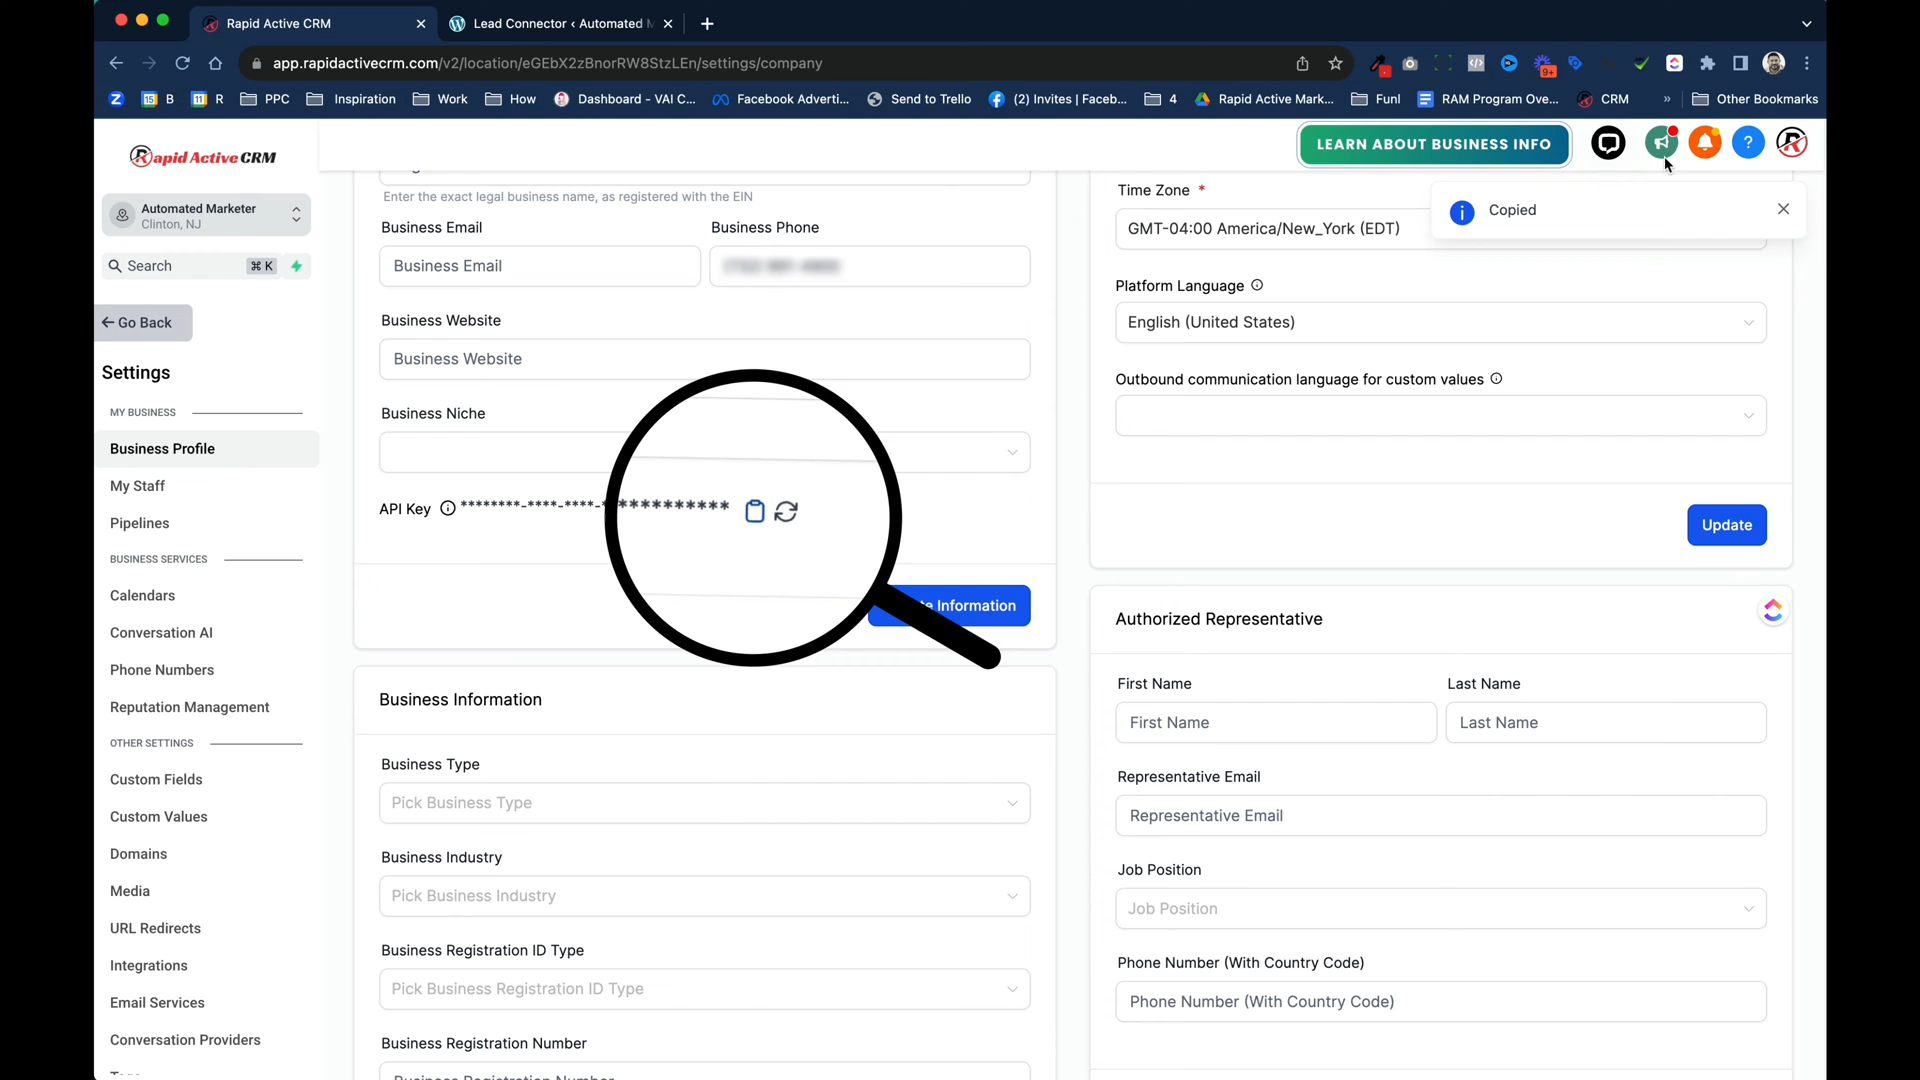 Rapid Active CRM
Lead Connector ‹ Automated M
app.rapidactivecrm.com/v2/location/eGEbX2zBnorRW8StzLEn/settings/company
9+
Z
15 B
11 R
PPC
Inspiration
Work
How
Dashboard - VAI C...
Facebook Adverti...
Send to Trello
(2) Invites | Faceb...
4
Rapid Active Mark...
Funl
RAM Program Ove...
CRM
»
Other Bookmarks
Rapid Active CRM
LEARN ABOUT BUSINESS INFO
?
Automated Marketer
Clinton, NJ
Search ⌘ K
Go Back
Settings
MY BUSINESS
Business Profile
My Staff
Pipelines
BUSINESS SERVICES
Calendars
Conversation AI
Phone Numbers
Reputation Management
OTHER SETTINGS
Custom Fields
Custom Values
Domains
Media
URL Redirects
Integrations
Email Services
Conversation Providers
Enter the exact legal business name, as registered with the EIN
Business Email
Business Phone
Business Email
Business Website
Business Website
Business Niche
API Key ********-****-****-***********
Information
Business Information
Business Type
Pick Business Type
Business Industry
Pick Business Industry
Business Registration ID Type
Pick Business Registration ID Type
Business Registration Number
Business Registration Number
Time Zone *
GMT-04:00 America/New_York (EDT)
Copied
Platform Language
English (United States)
Outbound communication language for custom values
Update
Authorized Representative
First Name
Last Name
First Name
Last Name
Representative Email
Representative Email
Job Position
Job Position
Phone Number (With Country Code)
Phone Number (With Country Code)